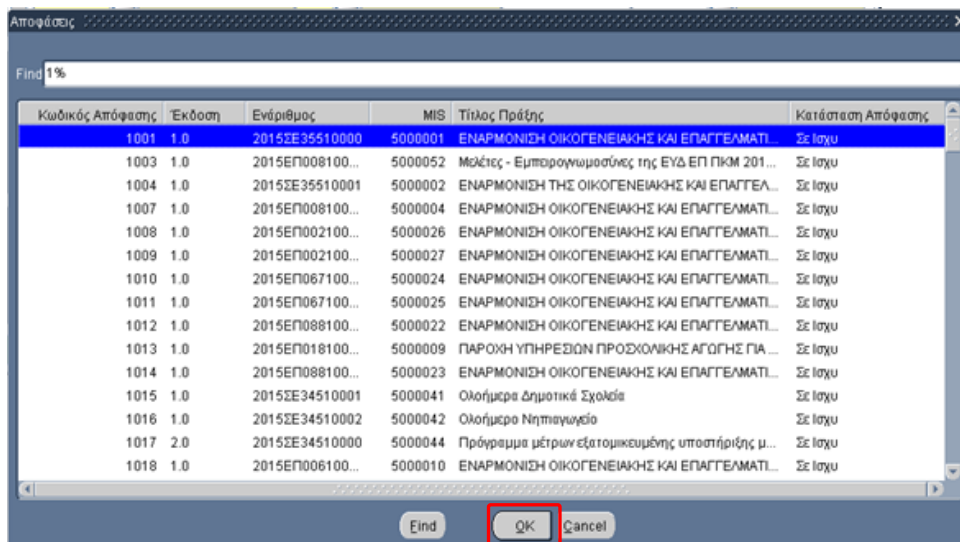 Αποφάσεις
Find 1%
Κωδικός Απόφασης Έκδοση Ενάριθμος MIS Τίτλος Πράξης Κατάσταση Απόφασης
1001 1.0 2015ΣΕ35510000 5000001 ΕΝΑΡΜΟΝΙΣΗ ΟΙΚΟΓΕΝΕΙΑΚΗΣ ΚΑΙ ΕΠΑΓΓΕΛΜΑΤΙ... Σε Ισχυ
1003 1.0 2015ΕΠ008100... 5000052 Μελέτες - Εμπειρογνωμοσύνες της ΕΥΔ ΕΠ ΠΚΜ 201... Σε Ισχυ
1004 1.0 2015ΣΕ35510001 5000002 ΕΝΑΡΜΟΝΙΣΗ ΤΗΣ ΟΙΚΟΓΕΝΕΙΑΚΗΣ ΚΑΙ ΕΠΑΓΓΕΛ... Σε Ισχυ
1007 1.0 2015ΕΠ008100... 5000004 ΕΝΑΡΜΟΝΙΣΗ ΟΙΚΟΓΕΝΕΙΑΚΗΣ ΚΑΙ ΕΠΑΓΓΕΛΜΑΤΙ... Σε Ισχυ
1008 1.0 2015ΕΠ002100... 5000026 ΕΝΑΡΜΟΝΙΣΗ ΟΙΚΟΓΕΝΕΙΑΚΗΣ ΚΑΙ ΕΠΑΓΓΕΛΜΑΤΙ... Σε Ισχυ
1009 1.0 2015ΕΠ002100... 5000027 ΕΝΑΡΜΟΝΙΣΗ ΟΙΚΟΓΕΝΕΙΑΚΗΣ ΚΑΙ ΕΠΑΓΓΕΛΜΑΤΙ... Σε Ισχυ
1010 1.0 2015ΕΠ067100... 5000024 ΕΝΑΡΜΟΝΙΣΗ ΟΙΚΟΓΕΝΕΙΑΚΗΣ ΚΑΙ ΕΠΑΓΓΕΛΜΑΤΙ... Σε Ισχυ
1011 1.0 2015ΕΠ067100... 5000025 ΕΝΑΡΜΟΝΙΣΗ ΟΙΚΟΓΕΝΕΙΑΚΗΣ ΚΑΙ ΕΠΑΓΓΕΛΜΑΤΙ... Σε Ισχυ
1012 1.0 2015ΕΠ088100... 5000022 ΕΝΑΡΜΟΝΙΣΗ ΟΙΚΟΓΕΝΕΙΑΚΗΣ ΚΑΙ ΕΠΑΓΓΕΛΜΑΤΙ... Σε Ισχυ
1013 1.0 2015ΕΠ018100... 5000009 ΠΑΡΟΧΗ ΥΠΗΡΕΣΙΩΝ ΠΡΟΣΧΟΛΙΚΗΣ ΑΓΩΓΗΣ ΓΙΑ ... Σε Ισχυ
1014 1.0 2015ΕΠ088100... 5000023 ΕΝΑΡΜΟΝΙΣΗ ΟΙΚΟΓΕΝΕΙΑΚΗΣ ΚΑΙ ΕΠΑΓΓΕΛΜΑΤΙ... Σε Ισχυ
1015 1.0 2015ΣΕ34510001 5000041 Ολοήμερα Δημοτικά Σχολεία Σε Ισχυ
1016 1.0 2015ΣΕ34510002 5000042 Ολοήμερο Νηπιαγωγείο Σε Ισχυ
1017 2.0 2015ΣΕ34510000 5000044 Πρόγραμμα μέτρων εξατομικευμένης υποστήριξης μ... Σε Ισχυ
1018 1.0 2015ΕΠ006100... 5000010 ΕΝΑΡΜΟΝΙΣΗ ΟΙΚΟΓΕΝΕΙΑΚΗΣ ΚΑΙ ΕΠΑΓΓΕΛΜΑΤΙ... Σε Ισχυ
Find OK Cancel